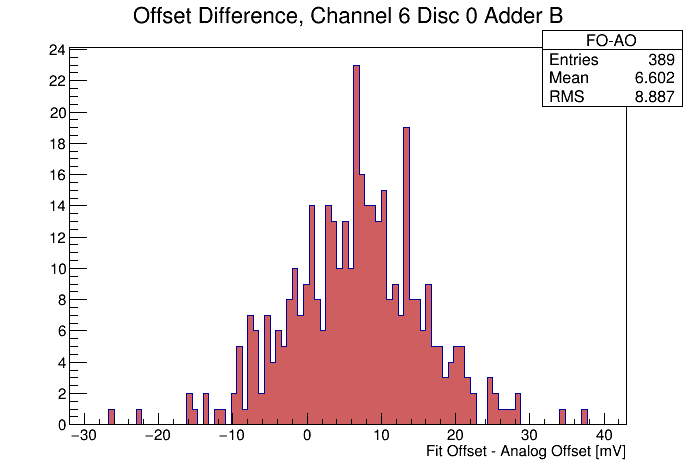 Offset Difference, Channel 6 Disc 0 Adder B
FO-AO
Entries 389
Mean 6.602
RMS 8.887
24
22
20
18
16
14
12
10
8
6
4
2
0
−30 −20 −10 0 10 20 30 40
Fit Offset - Analog Offset [mV]